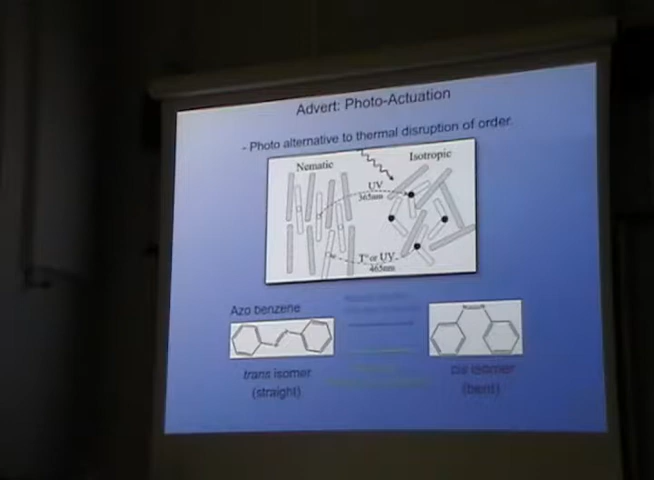 Advert: Photo-Actuation
- Photo alternative to thermal disruption of order.
Nematic
Isotropic
UV
365nm
T° or UV
465nm
Azo benzene
trans isomer
(straight)
cis isomer
(bent)